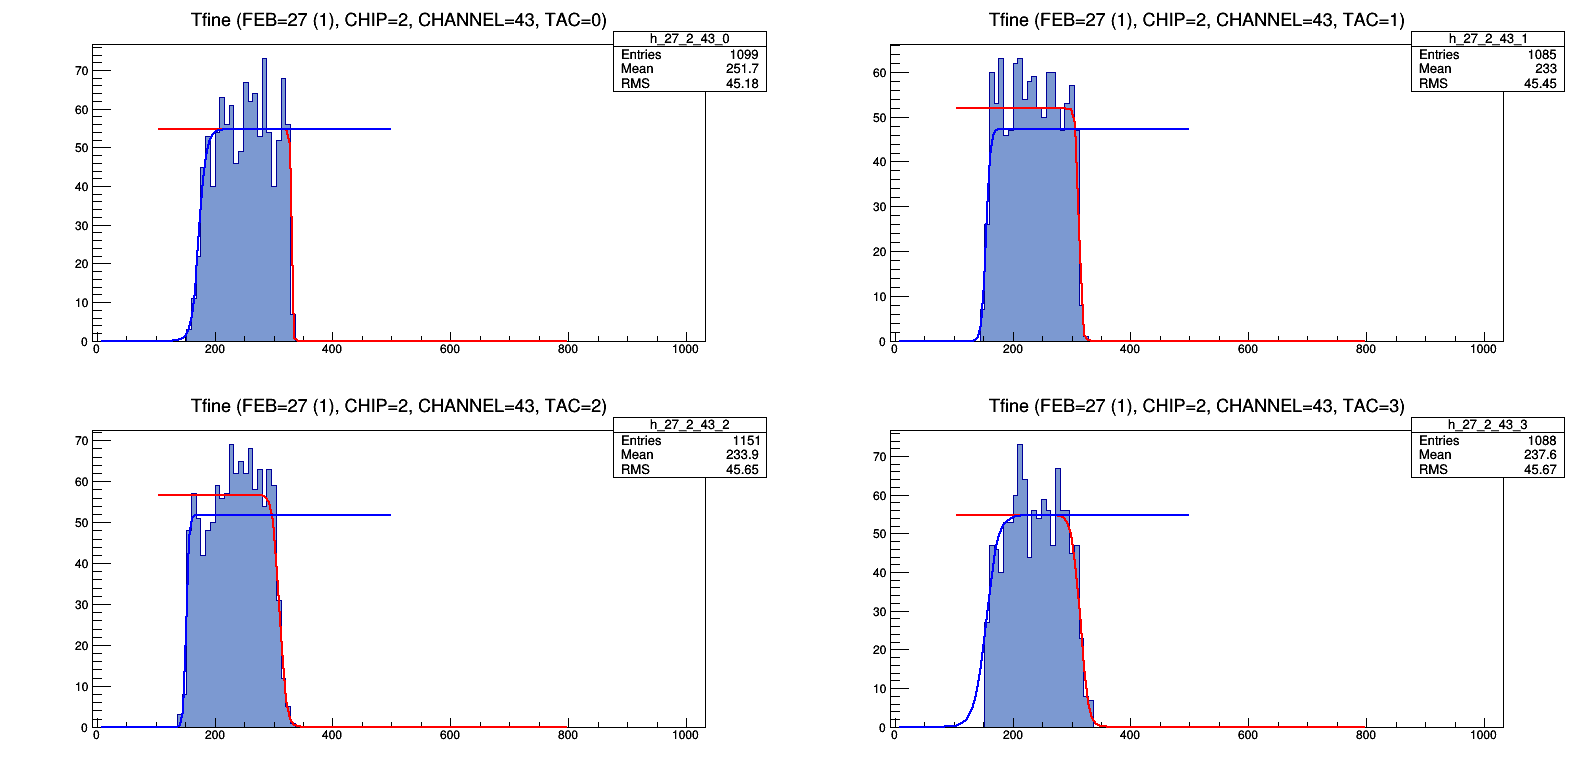 Tfine (FEB=27 (1), CHIP=2, CHANNEL=43, TAC=0)
h_27_2_43_0
Entries 1099
Mean 251.7
RMS 45.18
70
60
50
40
30
20
10
0
0 200 400 600 800 1000
Tfine (FEB=27 (1), CHIP=2, CHANNEL=43, TAC=1)
h_27_2_43_1
Entries 1085
Mean 233
RMS 45.45
60
50
40
30
20
10
0
0 200 400 600 800 1000
Tfine (FEB=27 (1), CHIP=2, CHANNEL=43, TAC=2)
h_27_2_43_2
Entries 1151
Mean 233.9
RMS 45.65
70
60
50
40
30
20
10
0
0 200 400 600 800 1000
Tfine (FEB=27 (1), CHIP=2, CHANNEL=43, TAC=3)
h_27_2_43_3
Entries 1088
Mean 237.6
RMS 45.67
70
60
50
40
30
20
10
0
0 200 400 600 800 1000